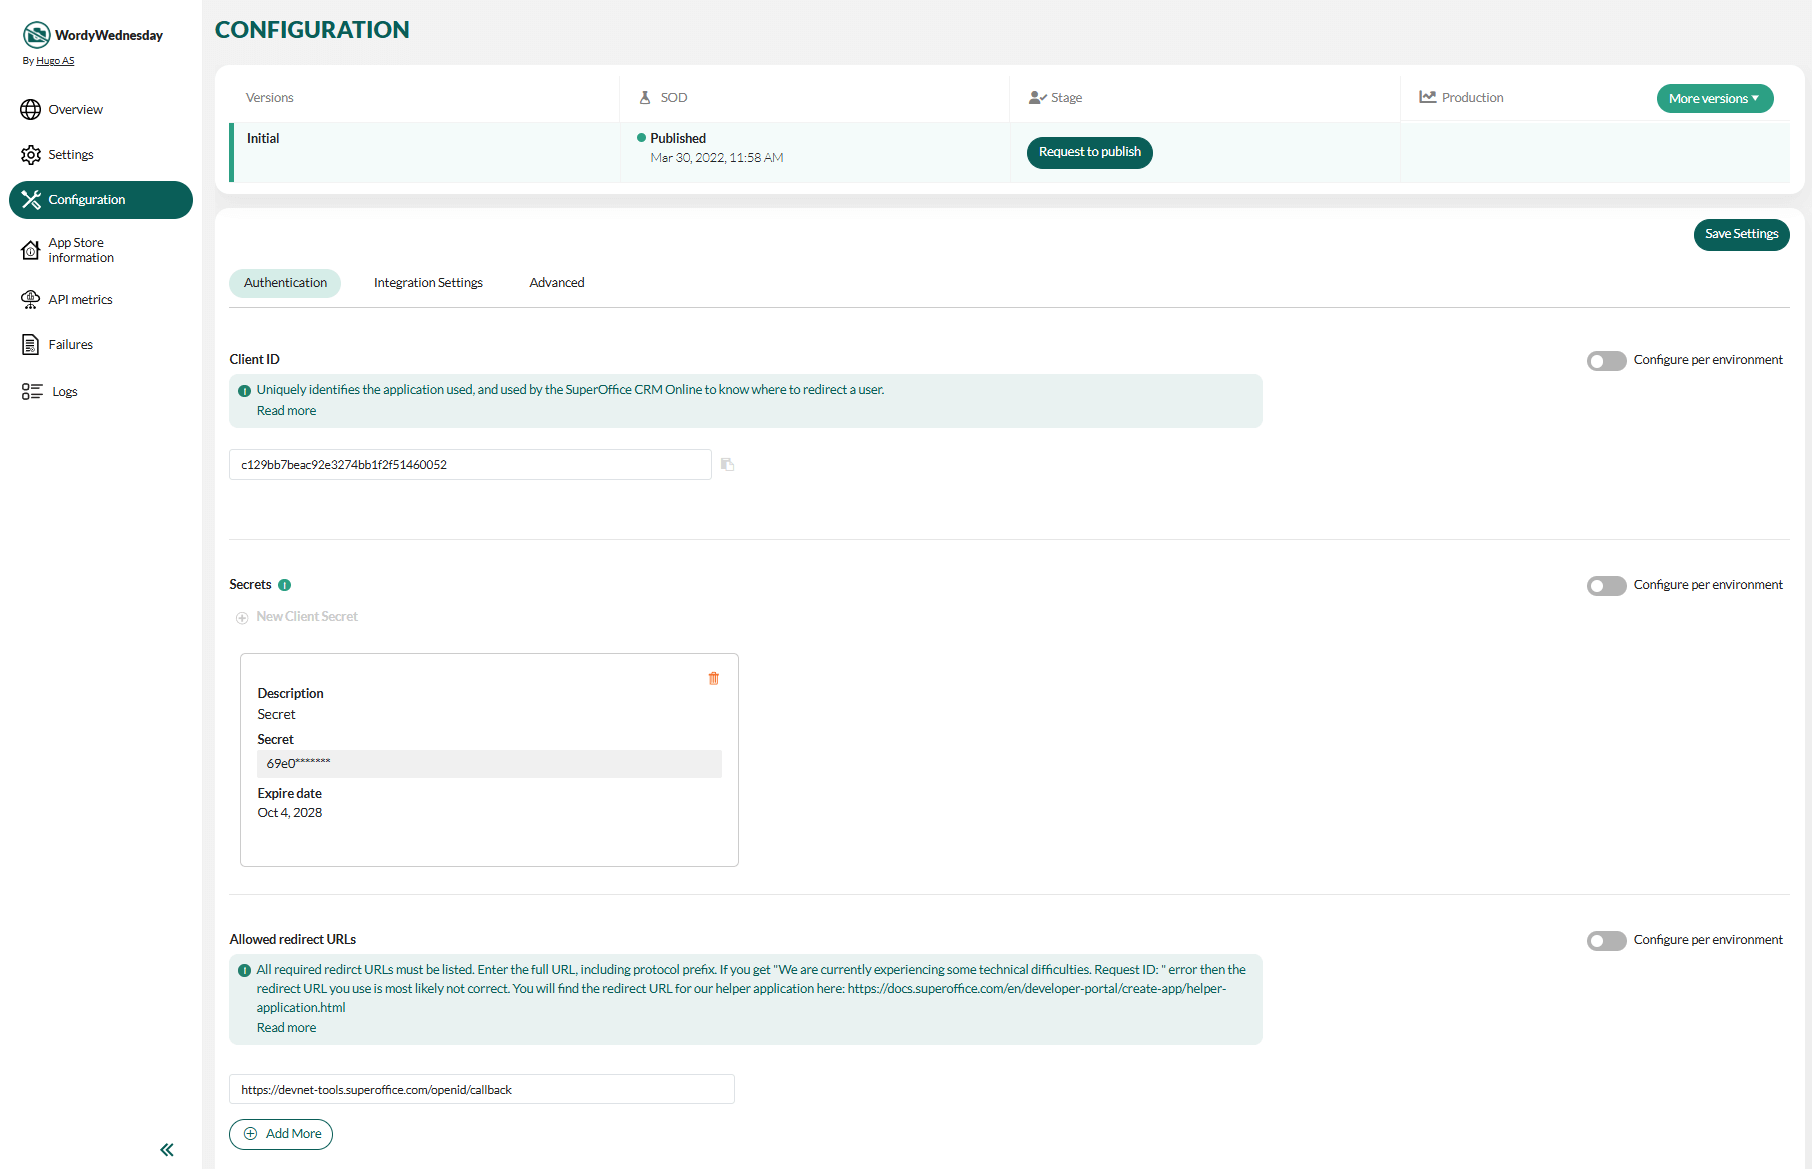 WordyWednesday
By Hugo AS
Overview
Settings
Configuration
App Store
information
API metrics
Failures
Logs
CONFIGURATION
Versions
SOD
Stage
Production
More versions
Initial
Published
Mar 30, 2022, 11:58 AM
Request to publish
Save Settings
Authentication
Integration Settings
Advanced
Client ID
Configure per environment
Uniquely identifies the application used, and used by the SuperOffice CRM Online to know where to redirect a user.
Read more
c129bb7beac92e3274bb1f2f51460052
Secrets
Configure per environment
New Client Secret
Description
Secret
Secret
69e0*******
Expire date
Oct 4, 2028
Allowed redirect URLs
Configure per environment
All required redirct URLs must be listed. Enter the full URL, including protocol prefix. If you get "We are currently experiencing some technical difficulties. Request ID: " error then the
redirect URL you use is most likely not correct. You will find the redirect URL for our helper application here: https://docs.superoffice.com/en/developer-portal/create-app/helper-
application.html
Read more
https://devnet-tools.superoffice.com/openid/callback
Add More